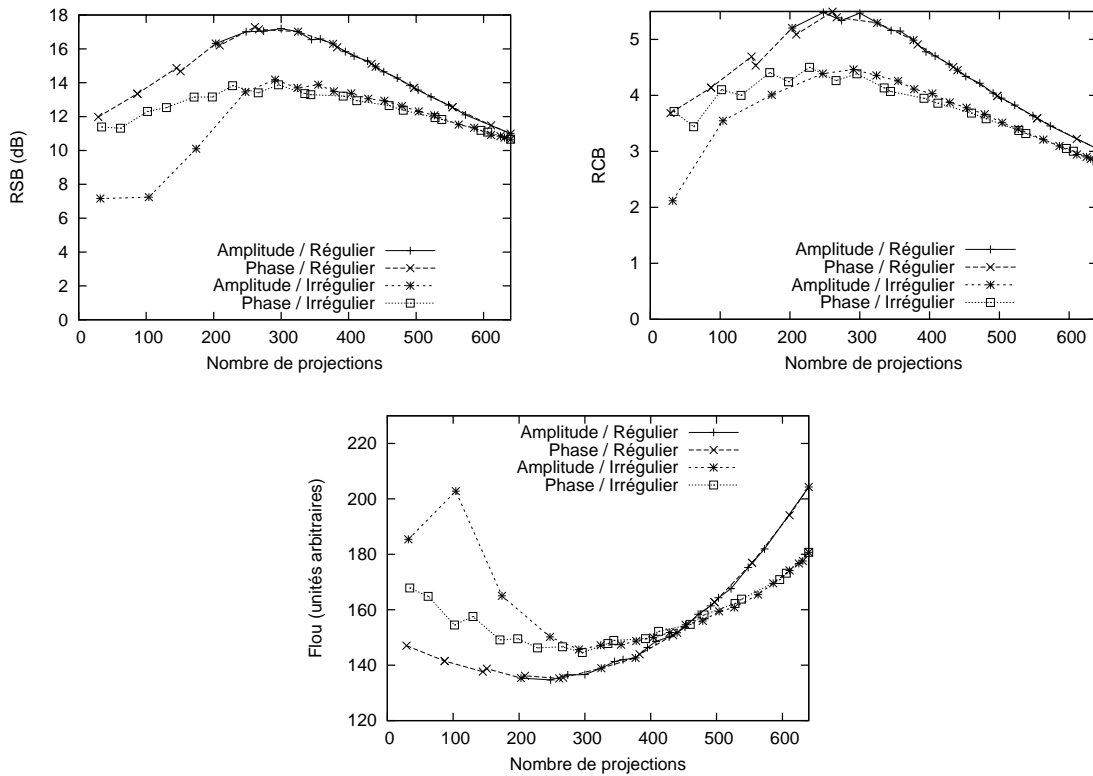 18
16
14
12
10
8
6
4
2
0
RSB (dB)
0 100 200 300 400 500 600
Nombre de projections
Amplitude / Régulier
Phase / Régulier
Amplitude / Irrégulier
Phase / Irrégulier
5
4
3
2
1
0
RCB
0 100 200 300 400 500 600
Nombre de projections
Amplitude / Régulier
Phase / Régulier
Amplitude / Irrégulier
Phase / Irrégulier
220
200
180
160
140
120
Flou (unités arbitraires)
0 100 200 300 400 500 600
Nombre de projections
Amplitude / Régulier
Phase / Régulier
Amplitude / Irrégulier
Phase / Irrégulier